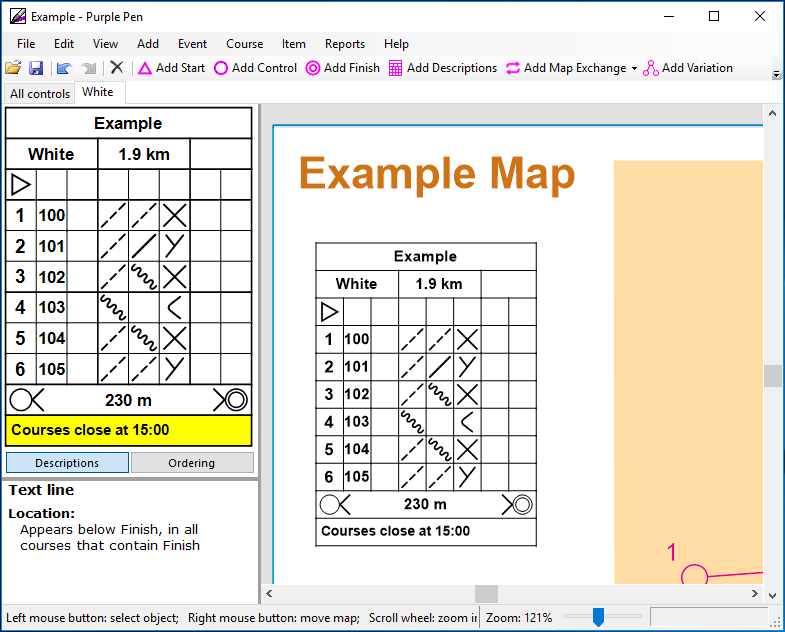 Example - Purple Pen
File Edit View Add Event Course Item Reports Help
Add Start Add Control Add Finish Add Descriptions Add Map Exchange Add Variation
All controls White
Example
White 1.9 km
1 100
2 101
3 102
4 103
5 104
6 105
230 m
Courses close at 15:00
Descriptions Ordering
Text line
Location:
Appears below Finish, in all
courses that contain Finish
Example Map
Example
White 1.9 km
1 100
2 101
3 102
4 103
5 104
6 105
230 m
Courses close at 15:00
1
Left mouse button: select object; Right mouse button: move map; Scroll wheel: zoom Zoom: 121%